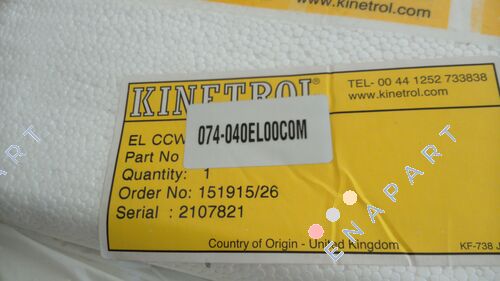 www.kinetrol.com
KINETROL®
TEL- 00 44 1252 733838
www.kinetrol.com
EL CCW
074-040EL00C0M
Part No
Quantity: 1
Order No: 151915/26
Serial : 2107821
Country of Origin - United Kingdom
KF-738 J
ENAPART